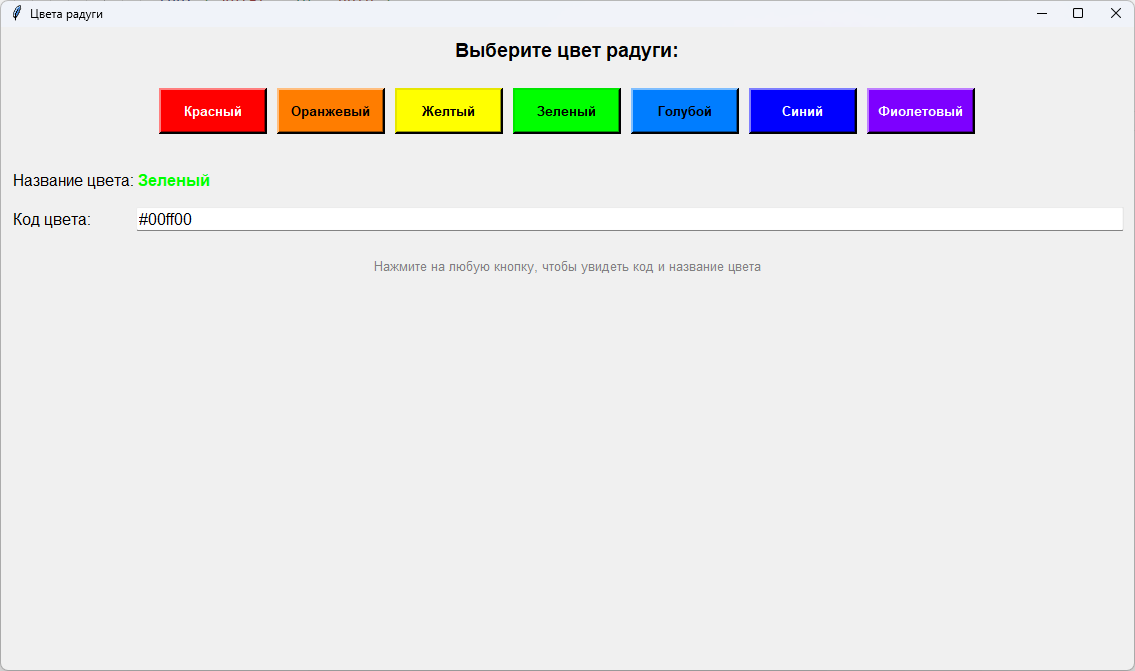 Цвета радуги
Выберите цвет радуги:
Красный Оранжевый Желтый Зеленый Голубой Синий Фиолетовый
Название цвета: Зеленый
Код цвета: #00ff00
Нажмите на любую кнопку, чтобы увидеть код и название цвета